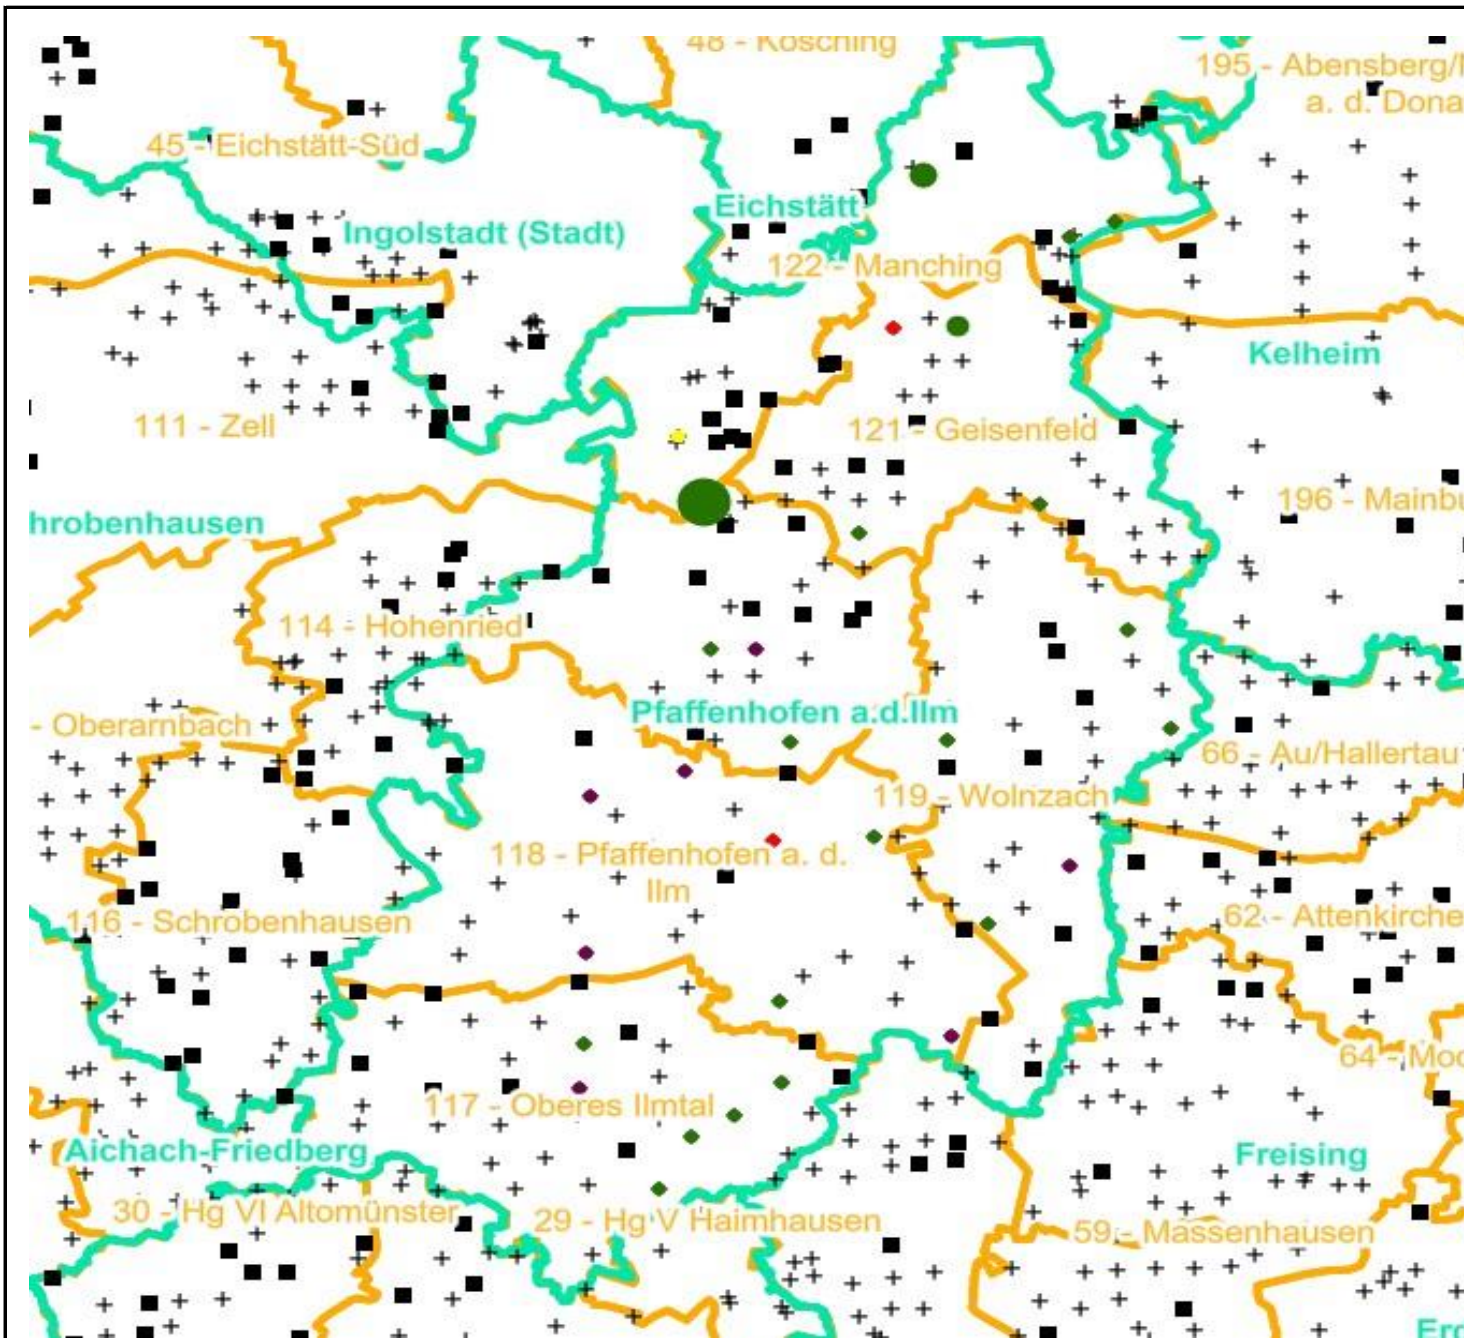 48 - Kösching
195 - Abensberg/
a. d. Dona
45 - Eichstätt-Süd
Eichstätt
Ingolstadt (Stadt)
122 - Manching
Kelheim
111 - Zell
121 - Geisenfeld
196 - Mainbu
hrobenhausen
114 - Hohenried
Pfaffenhofen a.d.Ilm
- Oberarnbach
66 - Au/Hallertau
119 - Wolnzach
118 - Pfaffenhofen a. d.
Ilm
116 - Schrobenhausen
62 - Attenkirche
64 - Moo
117 - Oberes Ilmtal
Aichach-Friedberg
Freising
30 - Hg VI Altomünster
29 - Hg V Haimhausen
59 - Massenhausen
Erd